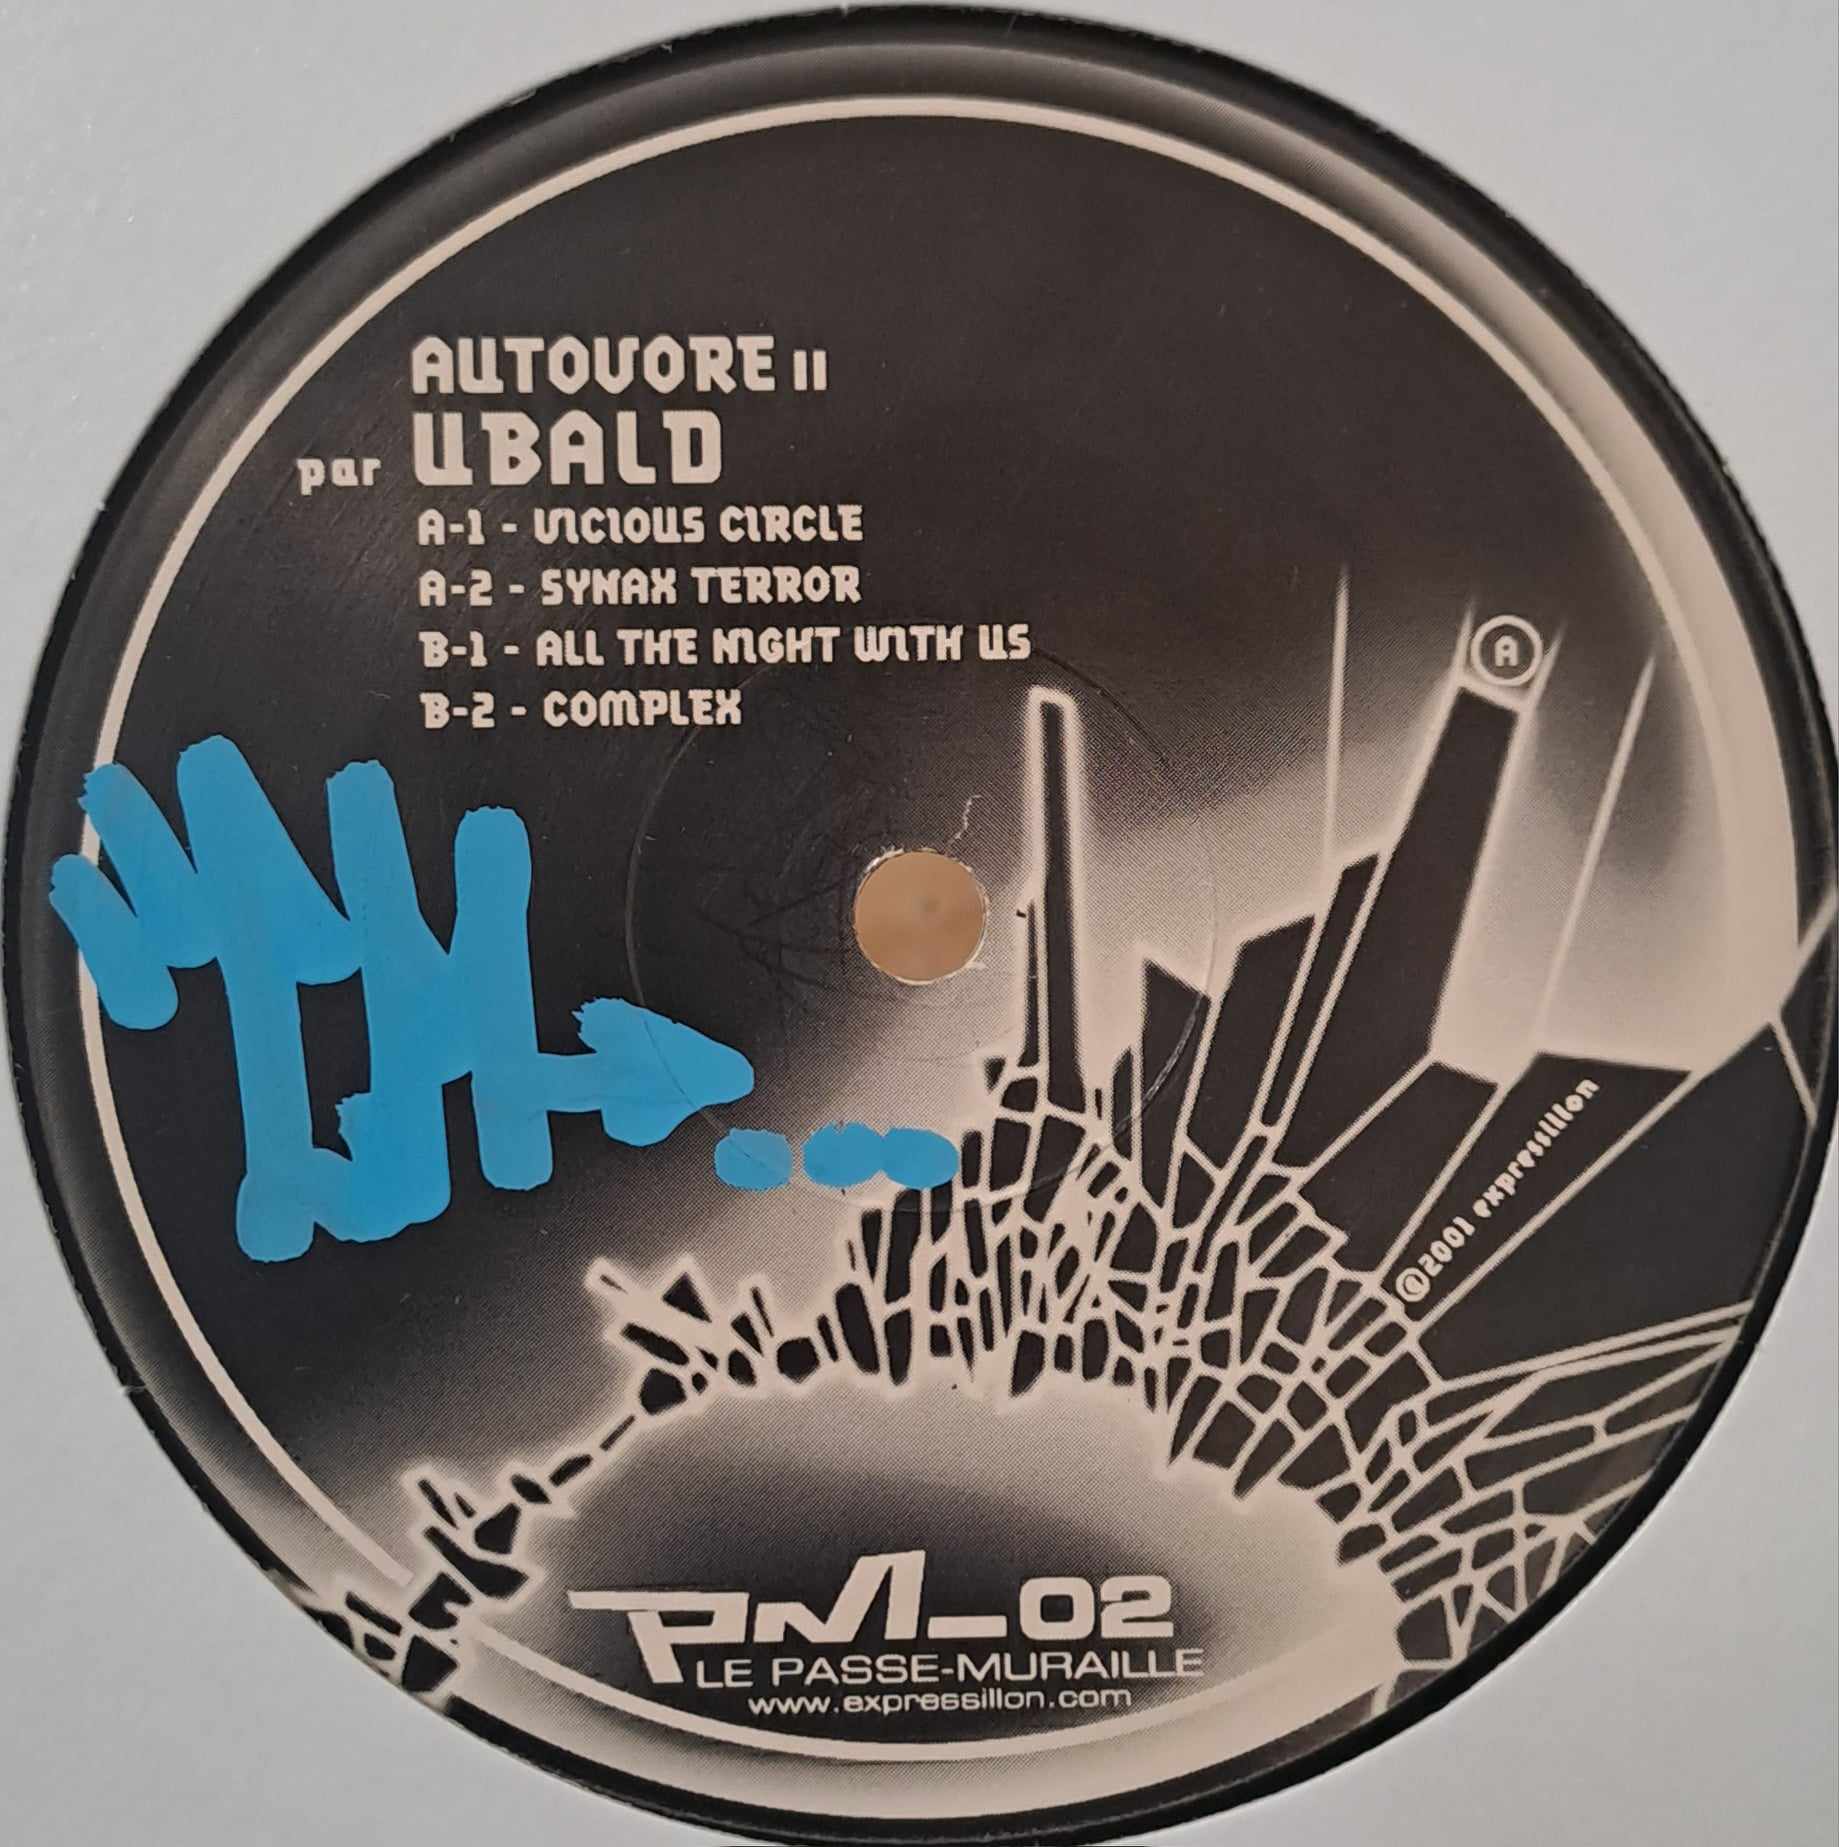 AUTOVORE II
par UBALD
A-1 - VICIOUS CIRCLE
A-2 - SYNAX TERROR
B-1 - ALL THE NIGHT WITH US
B-2 - COMPLEX
A
©2001 expressillon
PM_02
LE PASSE-MURAILLE
www.expressillon.com